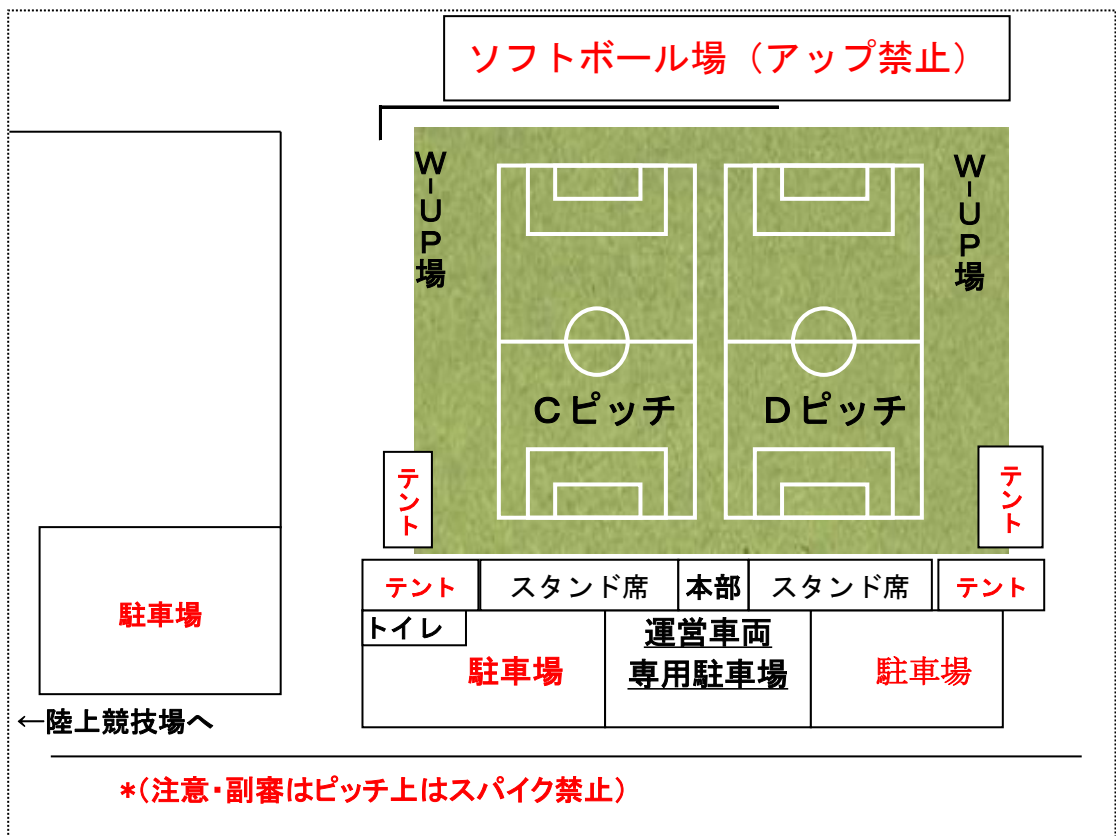 ソフトボール場（アップ禁止）
Ｗ－ＵＰ場
Ｗ－ＵＰ場
Ｃピッチ
Ｄピッチ
テント
テント
テント
スタンド席
本部
スタンド席
テント
駐車場
トイレ
駐車場
運営車両
専用駐車場
駐車場
←陸上競技場へ
*（注意・副審はピッチ上はスパイク禁止）